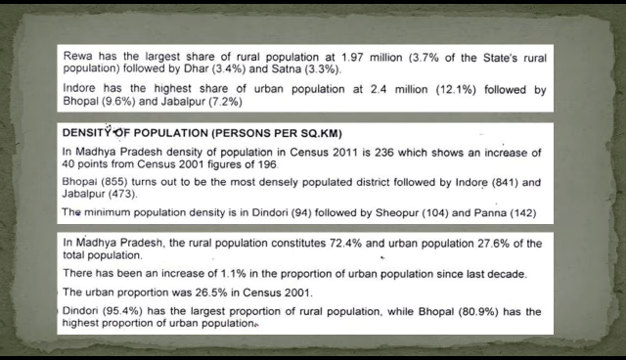 Rewa has the largest share of rural population at 1.97 million (3.7% of the State's rural
population) followed by Dhar (3.4%) and Satna (3.3%).
Indore has the highest share of urban population at 2.4 million (12.1%) followed by
Bhopal (9.6%) and Jabalpur (7.2%)
DENSITY OF POPULATION (PERSONS PER SQ.KM)
In Madhya Pradesh density of population in Census 2011 is 236 which shows an increase of
40 points from Census 2001 figures of 196.
Bhopal (855) turns out to be the most densely populated district followed by Indore (841) and
Jabalpur (473).
The minimum population density is in Dindori (94) followed by Sheopur (104) and Panna (142)
In Madhya Pradesh, the rural population constitutes 72.4% and urban population 27.6% of the
total population.
There has been an increase of 1.1% in the proportion of urban population since last decade.
The urban proportion was 26.5% in Census 2001.
Dindori (95.4%) has the largest proportion of rural population, while Bhopal (80.9%) has the
highest proportion of urban population.